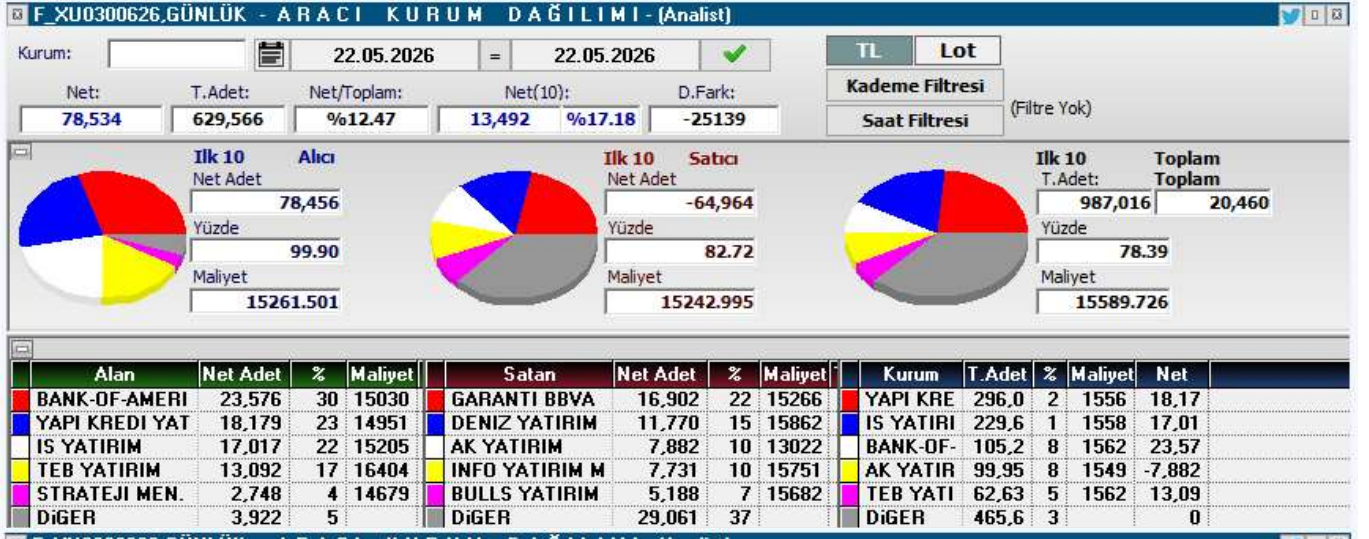 F_XU0300626,GÜNLÜK - A R A C I K U R U M D A Ğ I L I M I - (Analist)
Kurum: 22.05.2026 = 22.05.2026 TL Lot
Kademe Filtresi
Net: T.Adet: Net/Toplam: Net(10): D.Fark:
78,534 629,566 %12.47 13,492 %17.18 -25139 Saat Filtresi (Filtre Yok)
Ilk 10 Alıcı Ilk 10 Satıcı Ilk 10 Toplam
Net Adet Net Adet T.Adet: Toplam
78,456 -64,964 987,016 20,460
Yüzde Yüzde Yüzde
99.90 82.72 78.39
Maliyet Maliyet Maliyet
15261.501 15242.995 15589.726
Alan Net Adet % Maliyet Satan Net Adet % Maliyet Kurum T.Adet % Maliyet Net
BANK-OF-AMERI 23,576 30 15030 GARANTI BBVA 16,902 22 15266 YAPI KRE 296,0 2 1556 18,17
YAPI KREDI YAT 18,179 23 14951 DENIZ YATIRIM 11,770 15 15862 IS YATIRI 229,6 1 1558 17,01
IS YATIRIM 17,017 22 15205 AK YATIRIM 7,882 10 13022 BANK-OF- 105,2 8 1562 23,57
TEB YATIRIM 13,092 17 16404 INFO YATIRIM M 7,731 10 15751 AK YATIR 99,95 8 1549 -7,882
STRATEJI MEN. 2,748 4 14679 BULLS YATIRIM 5,188 7 15682 TEB YATI 62,63 5 1562 13,09
DiGER 3,922 5 DiGER 29,061 37 DiGER 465,6 3 0